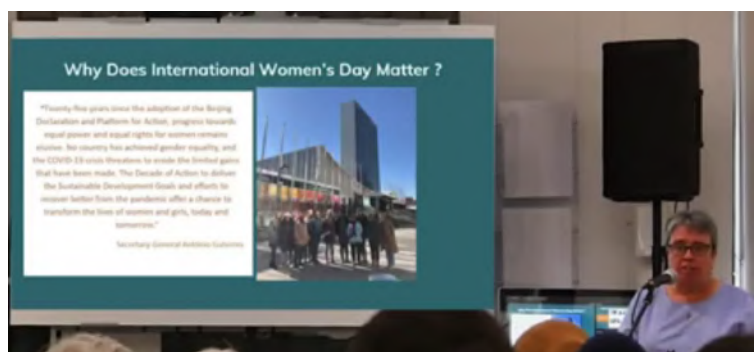 Why Does International Women's Day Matter ?
"Twenty-five years since the adoption of the Beijing
Declaration and Platform for Action, progress towards
equal power and equal rights for women remains
elusive. No country has achieved gender equality, and
the COVID-19 crisis threatens to erode the limited gains
that have been made. The Decade of Action to deliver
the Sustainable Development Goals and efforts to
recover better from the pandemic offer a chance to
transform the lives of women and girls, today and
tomorrow."
Secretary General António Guterres